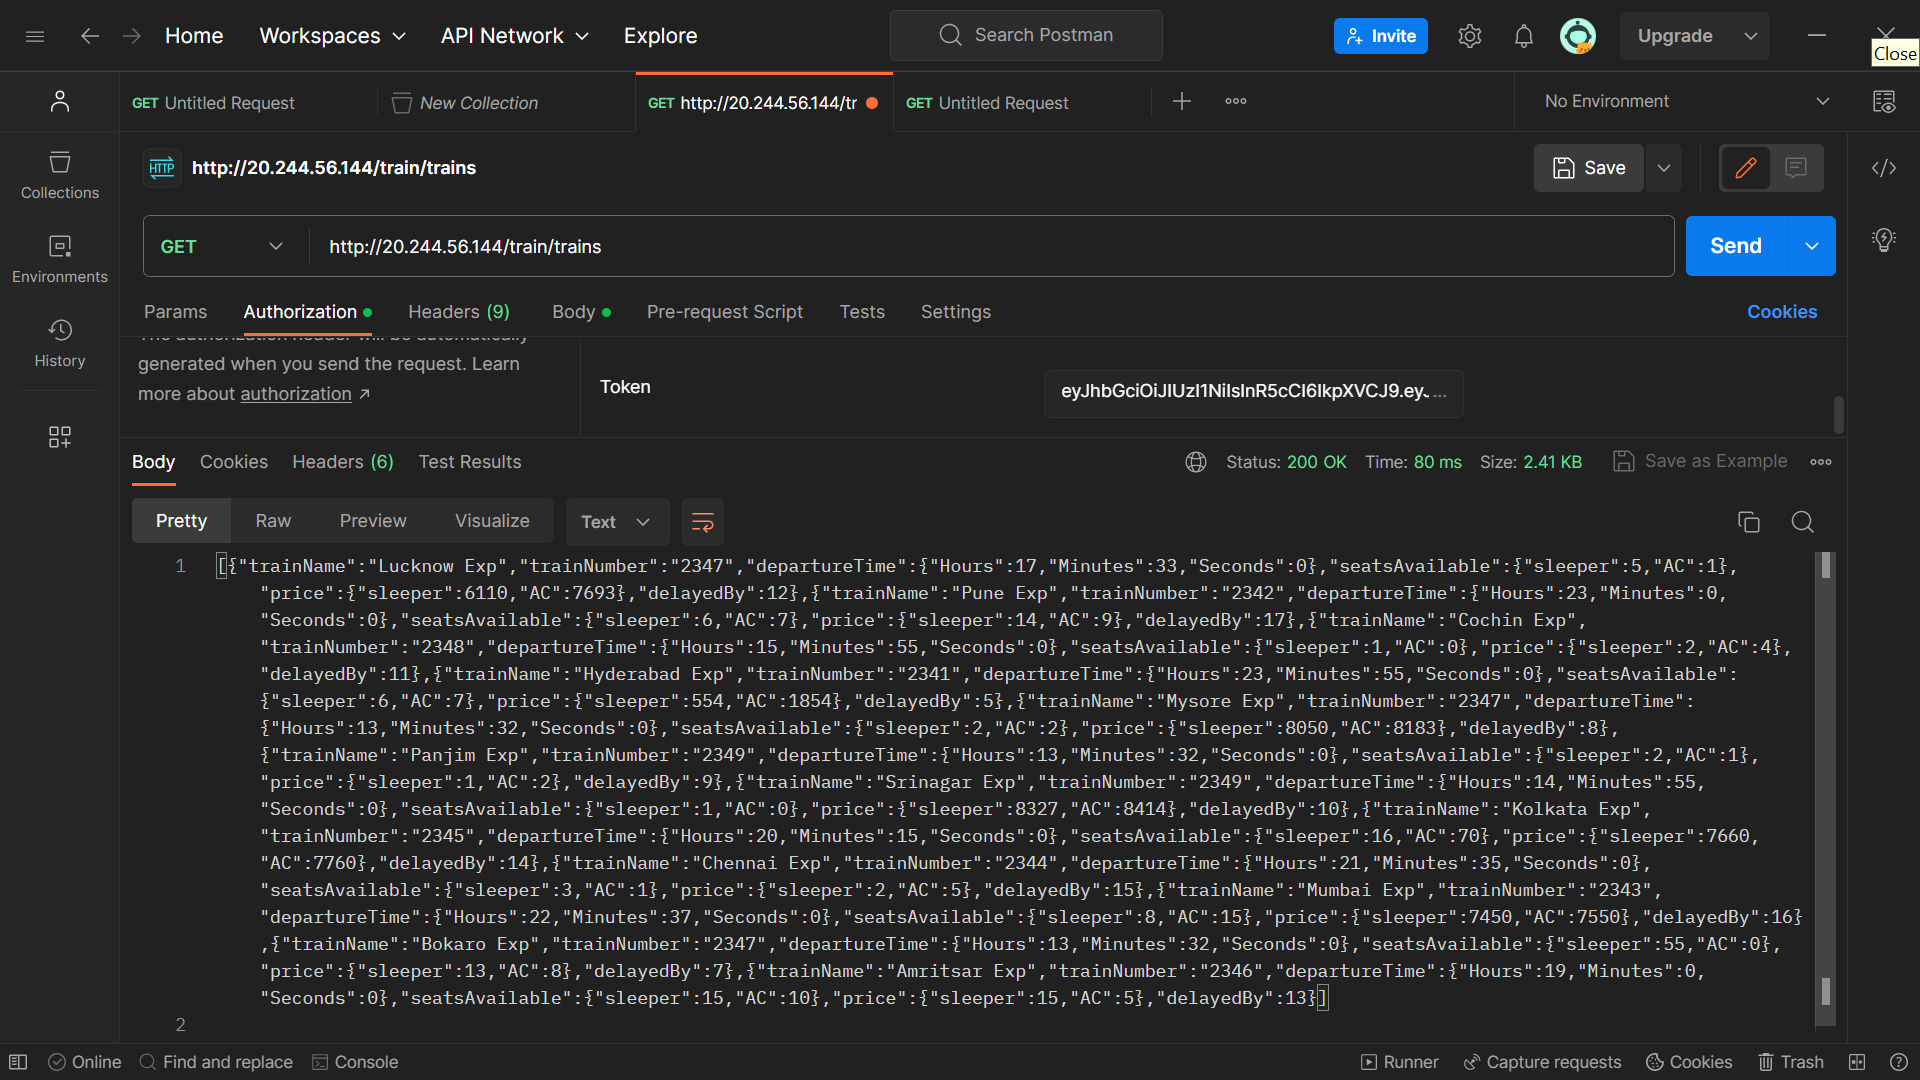 Home Workspaces API Network Explore Search Postman Invite Upgrade
Close
GET Untitled Request New Collection GET http://20.244.56.144/tr GET Untitled Request No Environment
HTTP http://20.244.56.144/train/trains Save
Collections
GET http://20.244.56.144/train/trains Send
Environments
Params Authorization Headers (9) Body Pre-request Script Tests Settings Cookies
The authorization header will be automatically
generated when you send the request. Learn
more about authorization ↗
Token eyJhbGciOiJIUzI1NiIsInR5cCI6IkpXVCJ9.eyJ...
History
Body Cookies Headers (6) Test Results Status: 200 OK Time: 80 ms Size: 2.41 KB Save as Example
Pretty Raw Preview Visualize Text
1 [{"trainName":"Lucknow Exp","trainNumber":"2347","departureTime":{"Hours":17,"Minutes":33,"Seconds":0},"seatsAvailable":{"sleeper":5,"AC":1},
"price":{"sleeper":6110,"AC":7693},"delayedBy":12},{"trainName":"Pune Exp","trainNumber":"2342","departureTime":{"Hours":23,"Minutes":0,
"Seconds":0},"seatsAvailable":{"sleeper":6,"AC":7},"price":{"sleeper":14,"AC":9},"delayedBy":17},{"trainName":"Cochin Exp",
"trainNumber":"2348","departureTime":{"Hours":15,"Minutes":55,"Seconds":0},"seatsAvailable":{"sleeper":1,"AC":0},"price":{"sleeper":2,"AC":4},
"delayedBy":11},{"trainName":"Hyderabad Exp","trainNumber":"2341","departureTime":{"Hours":23,"Minutes":55,"Seconds":0},"seatsAvailable":
{"sleeper":6,"AC":7},"price":{"sleeper":554,"AC":1854},"delayedBy":5},{"trainName":"Mysore Exp","trainNumber":"2347","departureTime":
{"Hours":13,"Minutes":32,"Seconds":0},"seatsAvailable":{"sleeper":2,"AC":2},"price":{"sleeper":8050,"AC":8183},"delayedBy":8},
{"trainName":"Panjim Exp","trainNumber":"2349","departureTime":{"Hours":13,"Minutes":32,"Seconds":0},"seatsAvailable":{"sleeper":2,"AC":1},
"price":{"sleeper":1,"AC":2},"delayedBy":9},{"trainName":"Srinagar Exp","trainNumber":"2349","departureTime":{"Hours":14,"Minutes":55,
"Seconds":0},"seatsAvailable":{"sleeper":1,"AC":0},"price":{"sleeper":8327,"AC":8414},"delayedBy":10},{"trainName":"Kolkata Exp",
"trainNumber":"2345","departureTime":{"Hours":20,"Minutes":15,"Seconds":0},"seatsAvailable":{"sleeper":16,"AC":70},"price":{"sleeper":7660,
"AC":7760},"delayedBy":14},{"trainName":"Chennai Exp","trainNumber":"2344","departureTime":{"Hours":21,"Minutes":35,"Seconds":0},
"seatsAvailable":{"sleeper":3,"AC":1},"price":{"sleeper":2,"AC":5},"delayedBy":15},{"trainName":"Mumbai Exp","trainNumber":"2343",
"departureTime":{"Hours":22,"Minutes":37,"Seconds":0},"seatsAvailable":{"sleeper":8,"AC":15},"price":{"sleeper":7450,"AC":7550},"delayedBy":16}
,{"trainName":"Bokaro Exp","trainNumber":"2347","departureTime":{"Hours":13,"Minutes":32,"Seconds":0},"seatsAvailable":{"sleeper":55,"AC":0},
"price":{"sleeper":13,"AC":8},"delayedBy":7},{"trainName":"Amritsar Exp","trainNumber":"2346","departureTime":{"Hours":19,"Minutes":0,
"Seconds":0},"seatsAvailable":{"sleeper":15,"AC":10},"price":{"sleeper":15,"AC":5},"delayedBy":13}]
2
Online Find and replace Console Runner Capture requests Cookies Trash